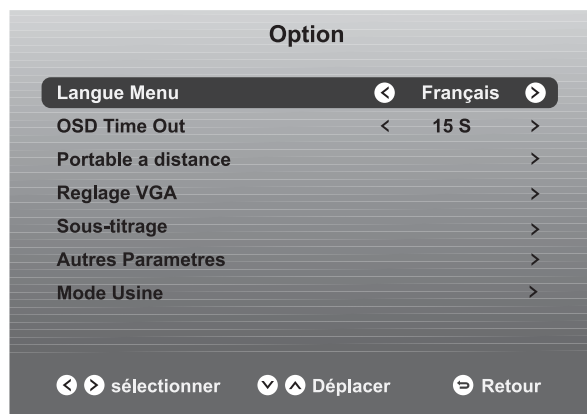 Option
Langue Menu < Français >
OSD Time Out < 15 S >
Portable a distance >
Reglage VGA >
Sous-titrage >
Autres Parametres >
Mode Usine >
< > sélectionner ∨ ∧ Déplacer ⮌ Retour